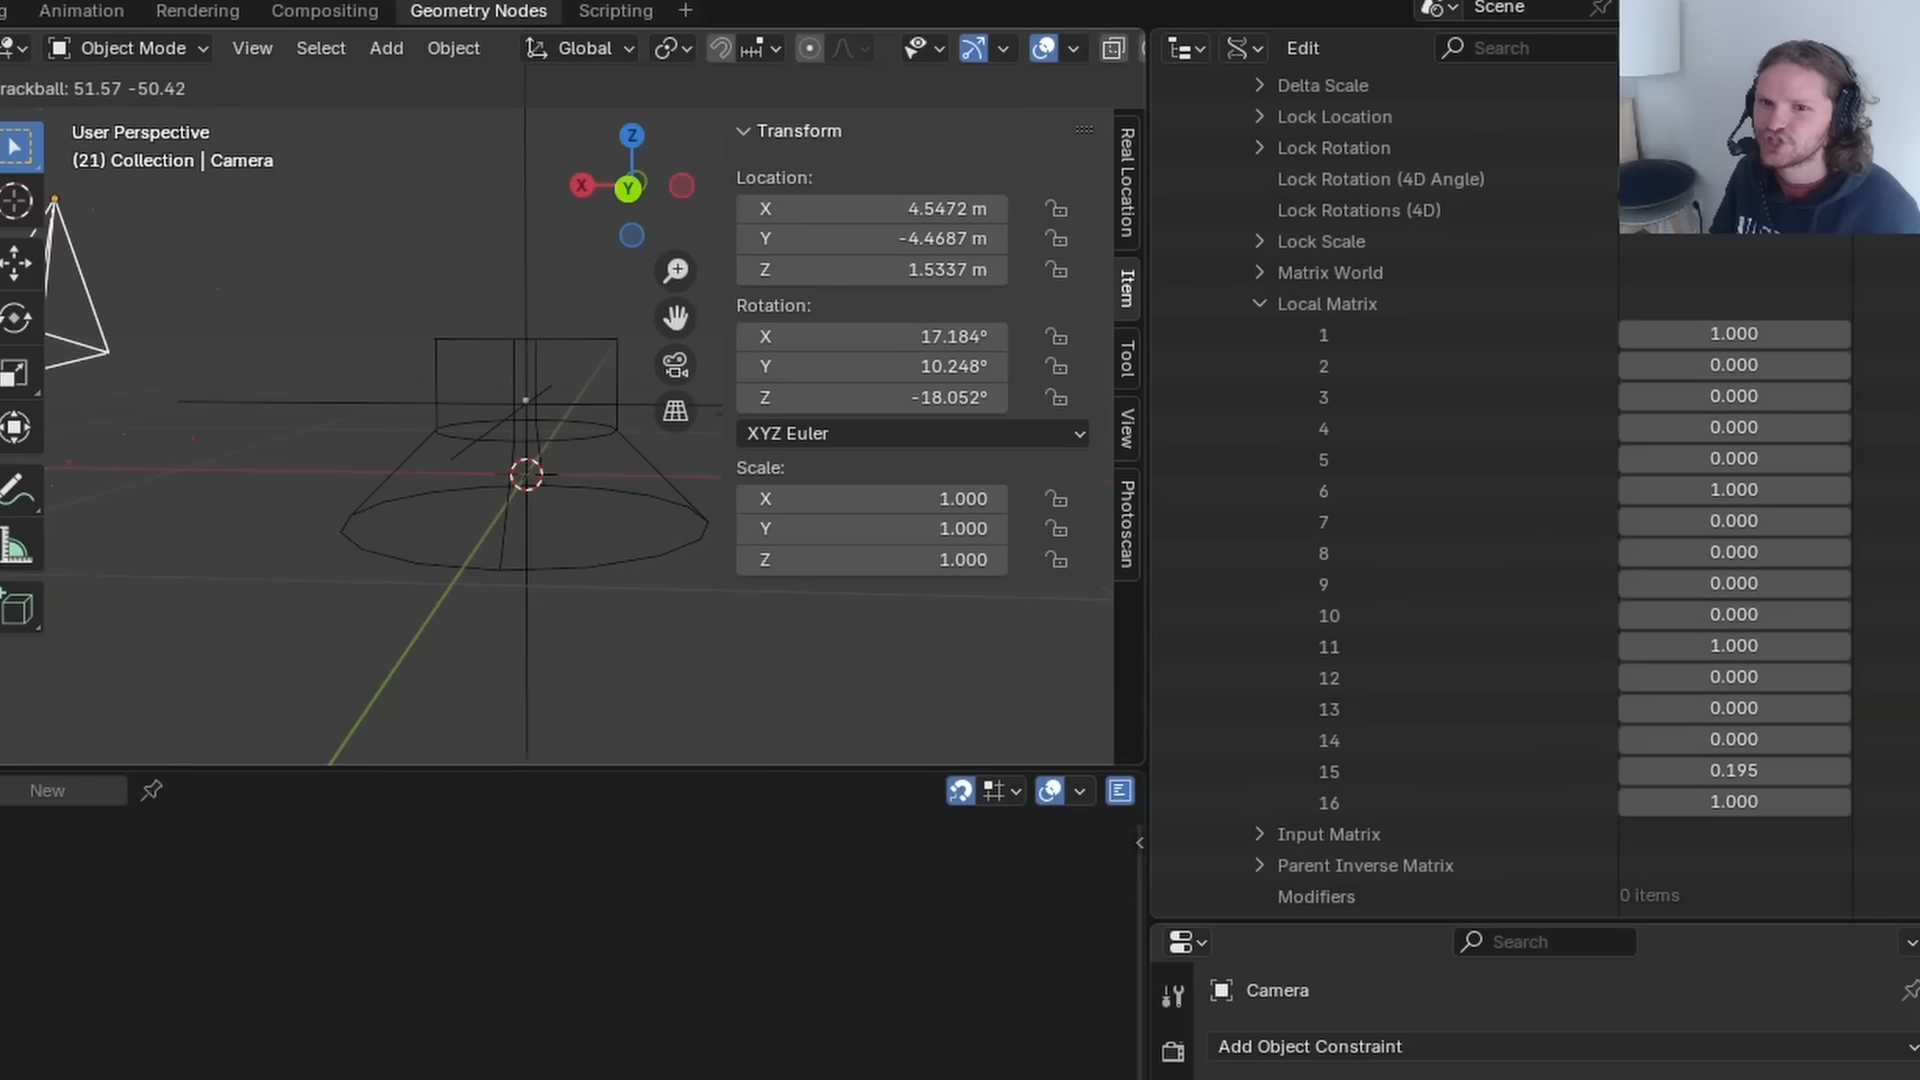 Animation
Rendering
Compositing
Geometry Nodes
Scripting
+
Scene
Object Mode
View
Select
Add
Object
Global
Edit
Search
rackball: 51.57 -50.42
User Perspective
(21) Collection | Camera
Z
X
Y
Transform
Location:
X 4.5472 m
Y -4.4687 m
Z 1.5337 m
Rotation:
X 17.184°
Y 10.248°
Z -18.052°
XYZ Euler
Scale:
X 1.000
Y 1.000
Z 1.000
Real Location
Item
Tool
View
Photoscan
Delta Scale
Lock Location
Lock Rotation
Lock Rotation (4D Angle)
Lock Rotations (4D)
Lock Scale
Matrix World
Local Matrix
1 1.000
2 0.000
3 0.000
4 0.000
5 0.000
6 1.000
7 0.000
8 0.000
9 0.000
10 0.000
11 1.000
12 0.000
13 0.000
14 0.000
15 0.195
16 1.000
Input Matrix
Parent Inverse Matrix
Modifiers 0 items
New
Search
Camera
Add Object Constraint